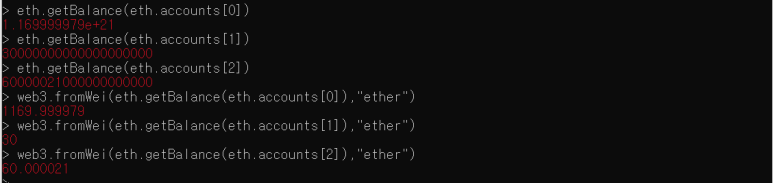 > eth.getBalance(eth.accounts[0])
1.169999979e+21
> eth.getBalance(eth.accounts[1])
30000000000000000000
> eth.getBalance(eth.accounts[2])
60000021000000000000
> web3.fromWei(eth.getBalance(eth.accounts[0]),"ether")
1169.999979
> web3.fromWei(eth.getBalance(eth.accounts[1]),"ether")
30
> web3.fromWei(eth.getBalance(eth.accounts[2]),"ether")
60.000021
>